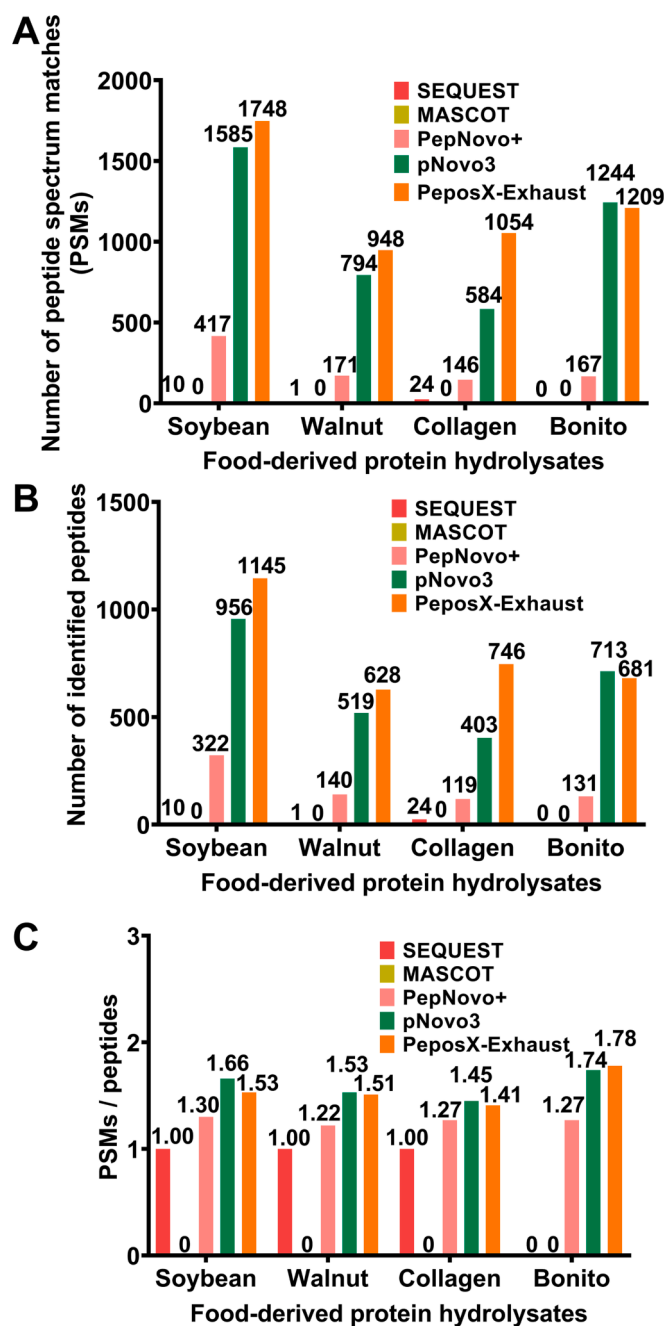 A
Number of peptide spectrum matches
(PSMs)
2000
1500
1000
500
0
SEQUEST
MASCOT
PepNovo+
pNovo3
PeposX-Exhaust
10 0 417 1585 1748
1 0 171 794 948
24 0 146 584 1054
0 0 167 1244 1209
Soybean Walnut Collagen Bonito
Food-derived protein hydrolysates
B
Number of identified peptides
1500
1000
500
0
SEQUEST
MASCOT
PepNovo+
pNovo3
PeposX-Exhaust
10 0 322 956 1145
1 0 140 519 628
24 0 119 403 746
0 0 131 713 681
Soybean Walnut Collagen Bonito
Food-derived protein hydrolysates
C
PSMs / peptides
3
2
1
0
SEQUEST
MASCOT
PepNovo+
pNovo3
PeposX-Exhaust
1.00 0 1.30 1.66 1.53
1.00 0 1.22 1.53 1.51
1.00 0 1.27 1.45 1.41
0 0 1.27 1.74 1.78
Soybean Walnut Collagen Bonito
Food-derived protein hydrolysates